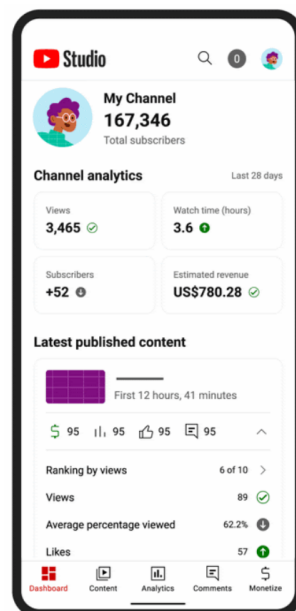 Studio
0
My Channel
167,346
Total subscribers
Channel analytics
Last 28 days
Views
3,465
Watch time (hours)
3.6
Subscribers
+52
Estimated revenue
US$780.28
Latest published content
First 12 hours, 41 minutes
95 95 95 95
Ranking by views 6 of 10
Views 89
Average percentage viewed 62.2%
Likes 57
Dashboard Content Analytics Comments Monetize